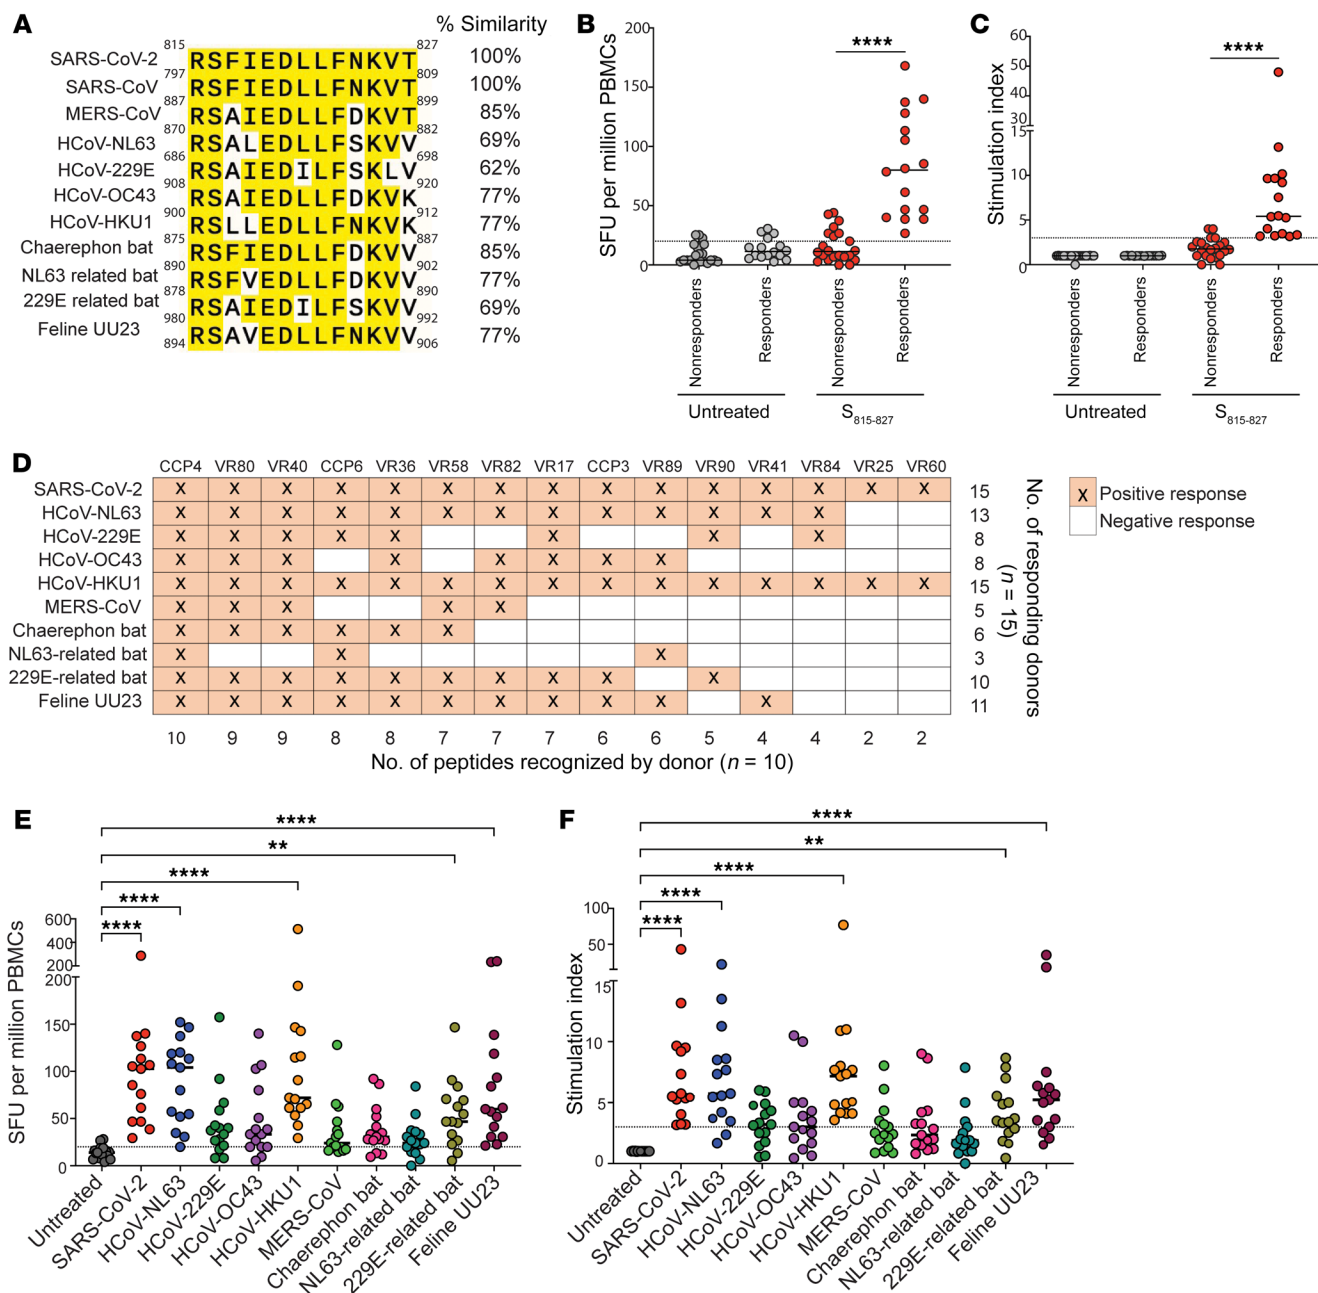 A
% Similarity
815 827
SARS-CoV-2 RSFIEDLLFNKVT 100%
797 809
SARS-CoV RSFIEDLLFNKVT 100%
887 899
MERS-CoV RSAIEDLLFDKVT 85%
870 882
HCoV-NL63 RSALEDLLFSKVV 69%
686 698
HCoV-229E RSAIEDILFSKLV 62%
908 920
HCoV-OC43 RSAIEDLLFDKVK 77%
900 912
HCoV-HKU1 RSLLEDLLFNKVK 77%
875 887
Chaerephon bat RSFIEDLLFDKVV 85%
890 902
NL63 related bat RSFVEDLLFDKVV 77%
878 890
229E related bat RSAIEDILFSKVV 69%
980 992
Feline UU23 RSAVEDLLFNKVV 77%
894 906
B
SFU per million PBMCs
200
150
100
50
0
****
Nonresponders
Responders
Nonresponders
Responders
Untreated
S815-827
C
Stimulation index
60
50
40
30
15
10
5
0
****
Nonresponders
Responders
Nonresponders
Responders
Untreated
S815-827
D
CCP4 VR80 VR40 CCP6 VR36 VR58 VR82 VR17 CCP3 VR89 VR90 VR41 VR84 VR25 VR60
SARS-CoV-2 X X X X X X X X X X X X X X X 15
HCoV-NL63 X X X X X X X X X X X X X 13
HCoV-229E X X X X X X X X 8
HCoV-OC43 X X X X X X X X 8
HCoV-HKU1 X X X X X X X X X X X X X X X 15
MERS-CoV X X X X X 5
Chaerephon bat X X X X X X 6
NL63-related bat X X X 3
229E-related bat X X X X X X X X X X 10
Feline UU23 X X X X X X X X X X X 11
10 9 9 8 8 7 7 7 6 6 5 4 4 2 2
No. of peptides recognized by donor (n = 10)
No. of responding donors
(n = 15)
X Positive response
Negative response
E
SFU per million PBMCs
600
400
200
200
150
100
50
0
****
**
****
****
****
Untreated
SARS-CoV-2
HCoV-NL63
HCoV-229E
HCoV-OC43
HCoV-HKU1
MERS-CoV
Chaerephon bat
NL63-related bat
229E-related bat
Feline UU23
F
Stimulation index
100
50
15
10
5
0
****
**
****
****
****
Untreated
SARS-CoV-2
HCoV-NL63
HCoV-229E
HCoV-OC43
HCoV-HKU1
MERS-CoV
Chaerephon bat
NL63-related bat
229E-related bat
Feline UU23